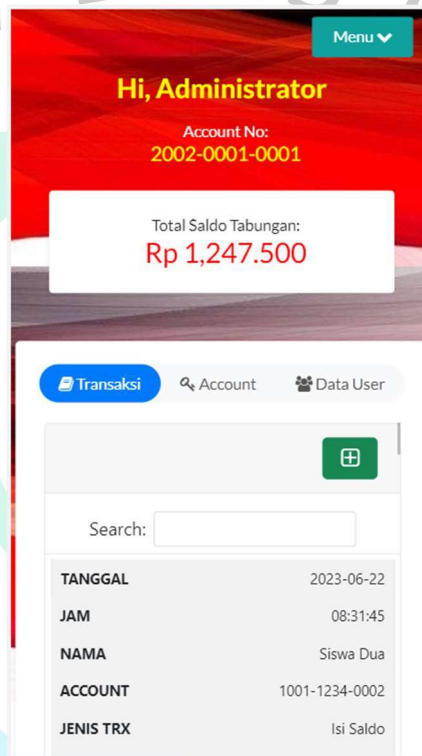 Menu
Hi, Administrator
Account No:
2002-0001-0001
Total Saldo Tabungan:
Rp 1,247.500
Transaksi Account Data User
Search:
TANGGAL 2023-06-22
JAM 08:31:45
NAMA Siswa Dua
ACCOUNT 1001-1234-0002
JENIS TRX Isi Saldo